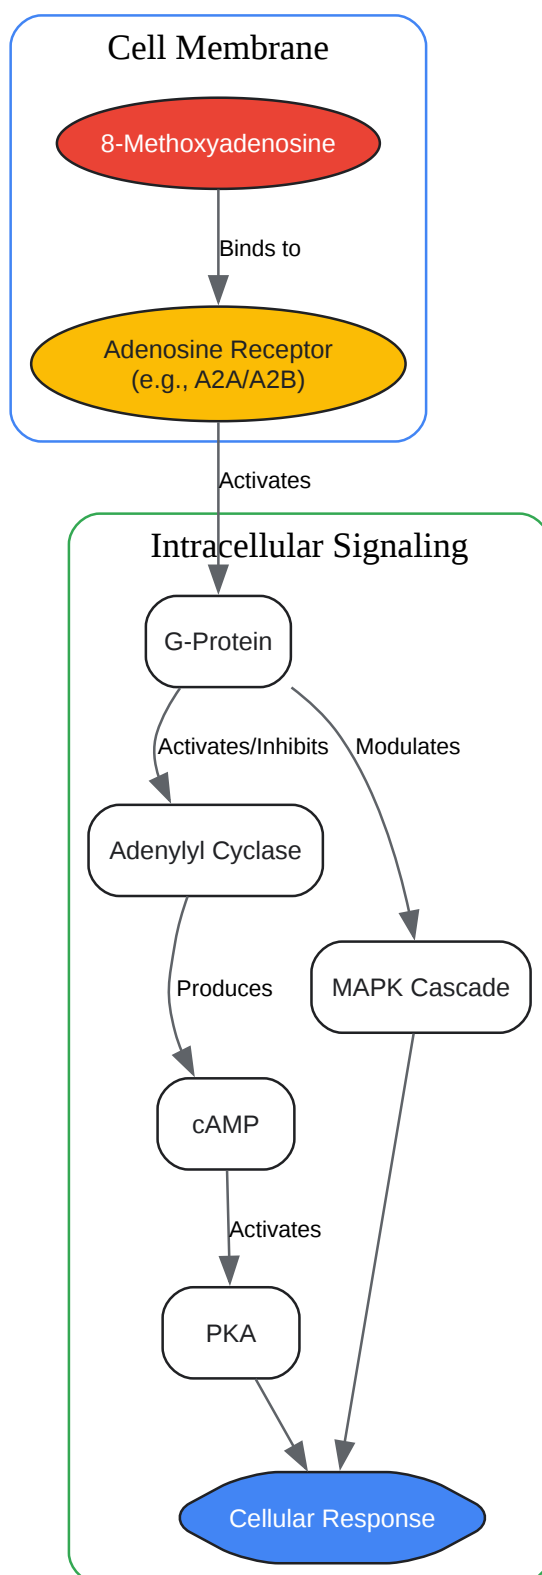 Cell Membrane
8-Methoxyadenosine
Binds to
Adenosine Receptor
(e.g., A2A/A2B)
Activates
Intracellular Signaling
G-Protein
Activates/Inhibits
Modulates
Adenylyl Cyclase
Produces
MAPK Cascade
cAMP
Activates
PKA
Cellular Response